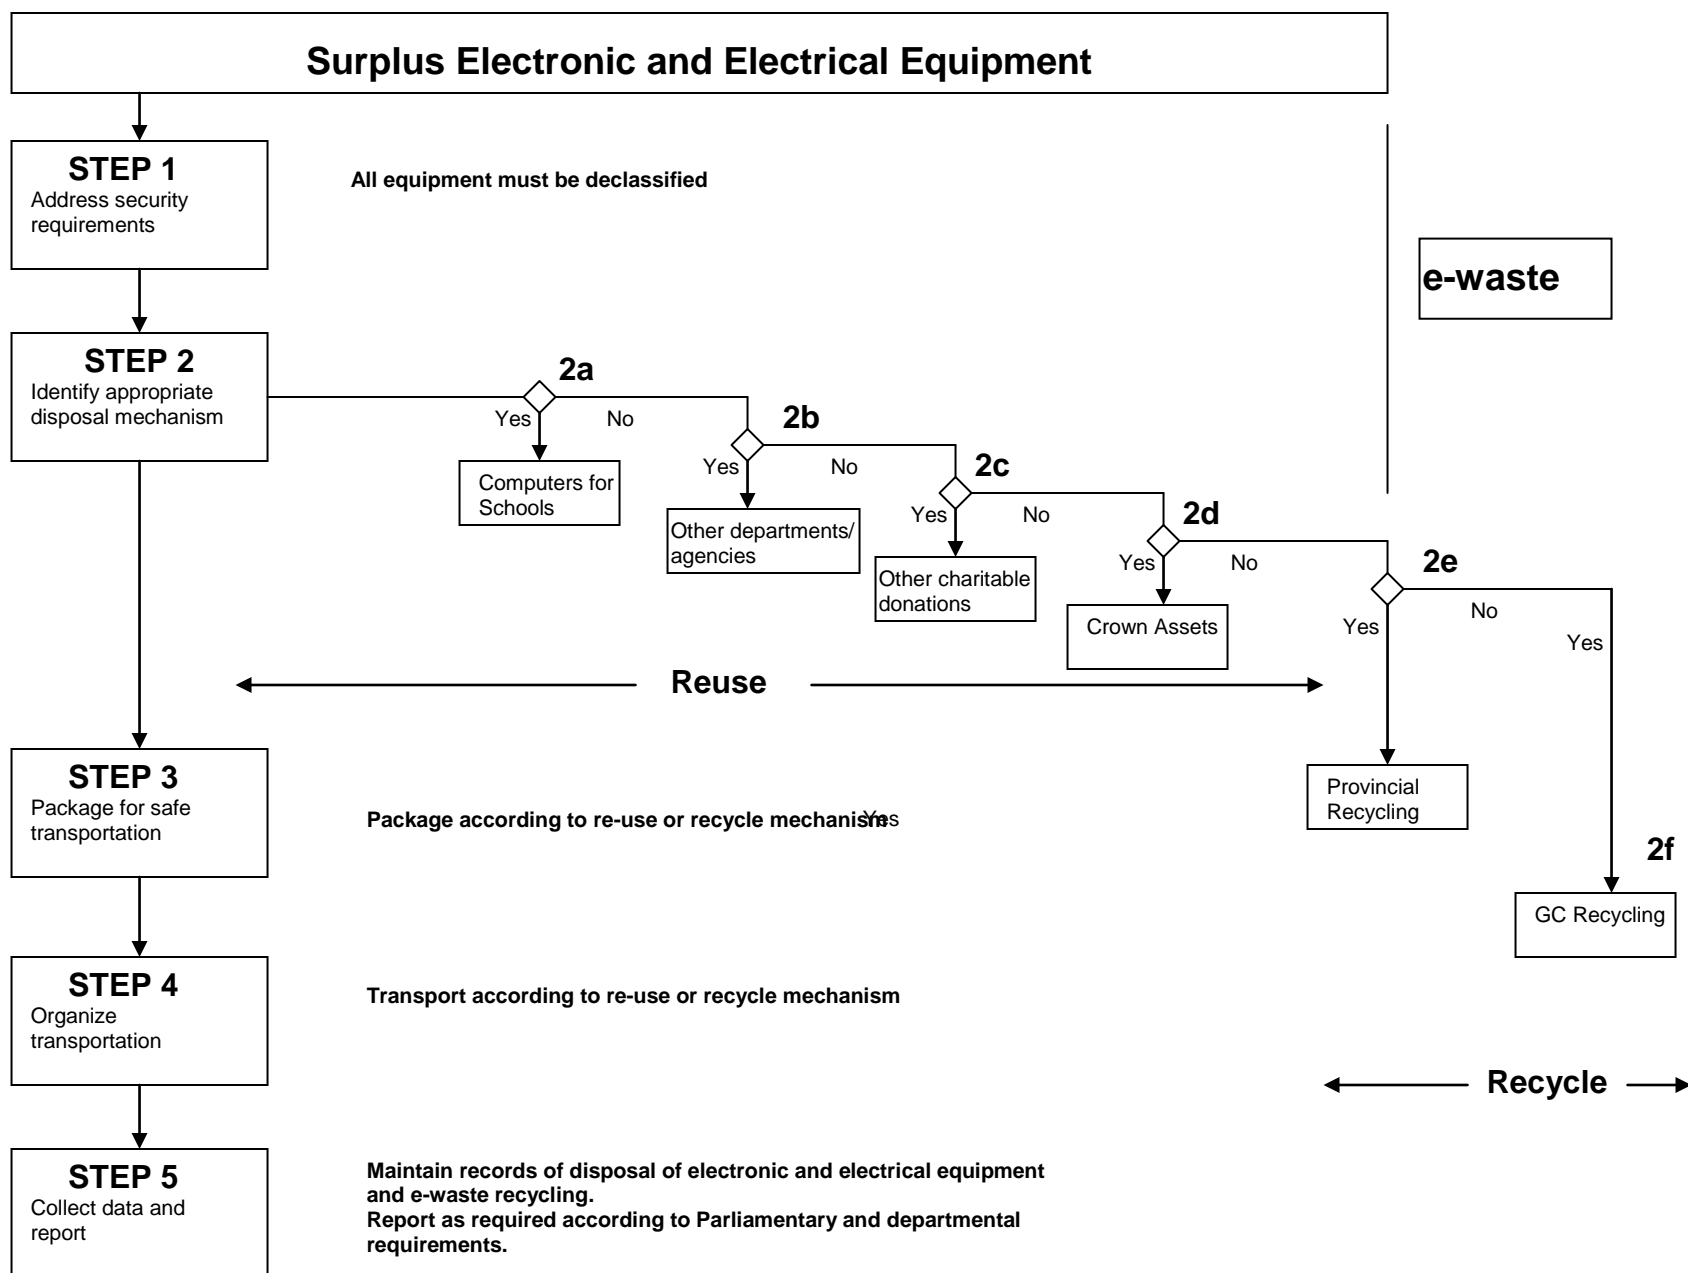 Surplus Electronic and Electrical Equipment
STEP 1
Address security
requirements
All equipment must be declassified
e-waste
STEP 2
Identify appropriate
disposal mechanism
2a
Yes
No
Computers for
Schools
2b
Yes
No
Other departments/
agencies
2c
Yes
No
Other charitable
donations
2d
Yes
No
Crown Assets
2e
Yes
No
Yes
Reuse
STEP 3
Package for safe
transportation
Package according to re-use or recycle mechanism
Yes
Provincial
Recycling
2f
GC Recycling
STEP 4
Organize
transportation
Transport according to re-use or recycle mechanism
Recycle
STEP 5
Collect data and
report
Maintain records of disposal of electronic and electrical equipment
and e-waste recycling.
Report as required according to Parliamentary and departmental
requirements.